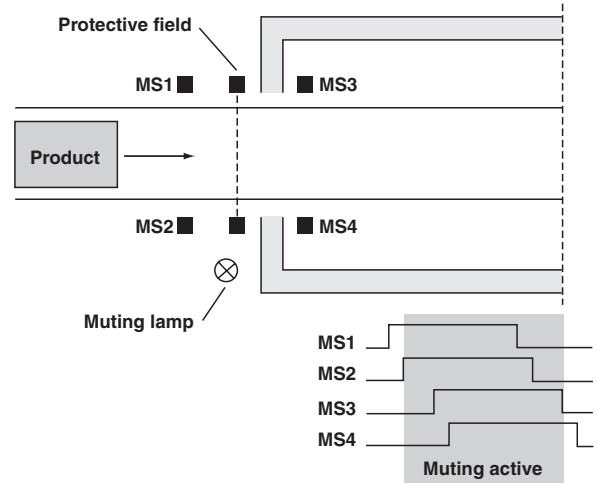 Protective field
MS1
MS3
Product
MS2
MS4
Muting lamp
MS1
MS2
MS3
MS4
Muting active